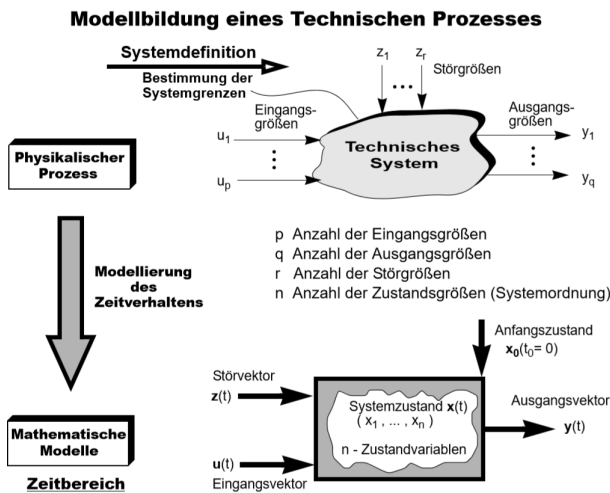 Modellbildung eines Technischen Prozesses
Systemdefinition
Bestimmung der
Systemgrenzen
z1
zr
Störgrößen
Eingangs-
größen
Ausgangs-
größen
u1
up
Technisches
System
y1
yq
Physikalischer
Prozess
p Anzahl der Eingangsgrößen
q Anzahl der Ausgangsgrößen
r Anzahl der Störgrößen
n Anzahl der Zustandsgrößen (Systemordnung)
Modellierung
des
Zeitverhaltens
Anfangszustand
x0(t0= 0)
Störvektor
z(t)
Systemzustand x(t)
( x1 , ... , xn )
n - Zustandvariablen
Ausgangsvektor
y(t)
u(t)
Eingangsvektor
Mathematische
Modelle
Zeitbereich